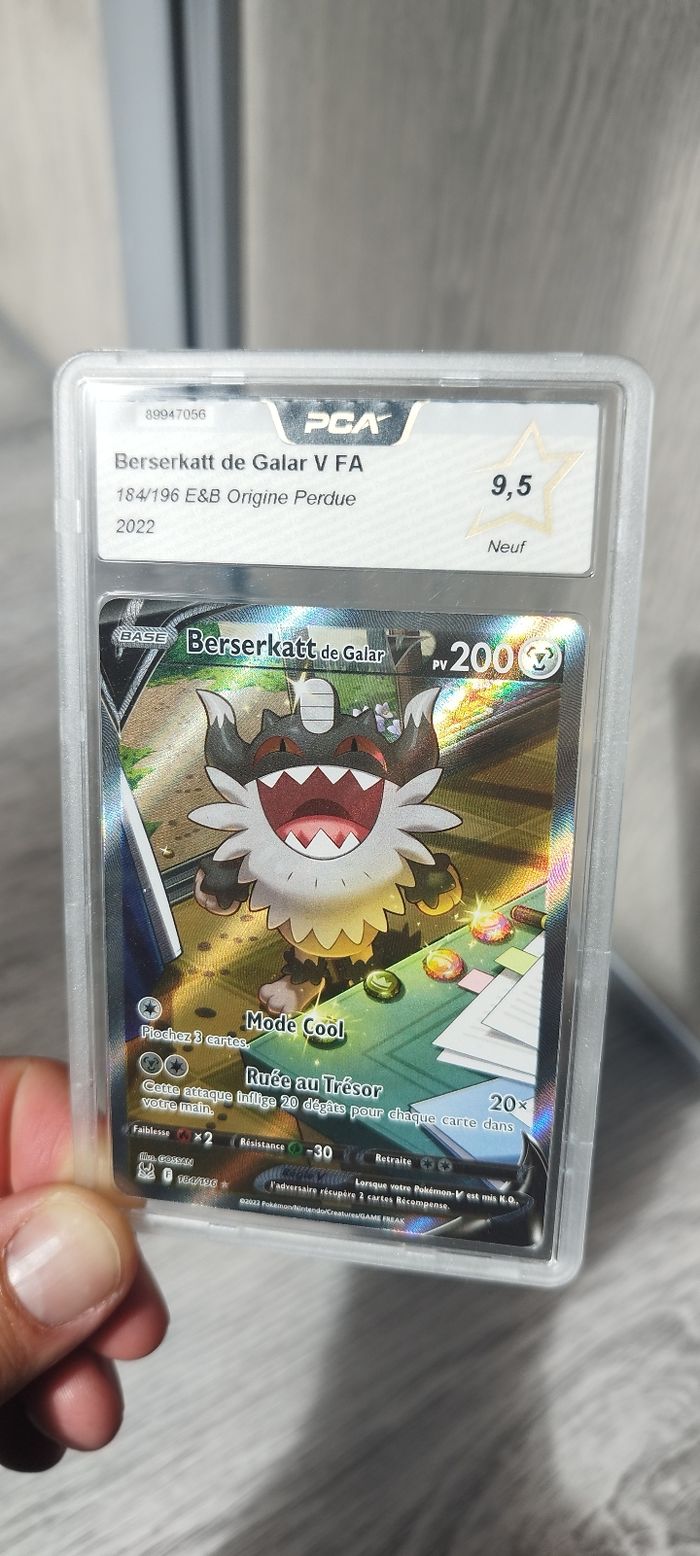 89947056
PCA
Berserkatt de Galar V FA
184/196 E&B Origine Perdue
2022
9,5
Neuf
BASE
Berserkatt de Galar
PV 200
Mode Cool
Piochez 3 cartes.
Ruée au Trésor
20×
Cette attaque inflige 20 dégâts pour chaque carte dans
votre main.
Faiblesse ×2
Résistance -30
Retraite
Illus. GOSSAN
F 184/196
Règle V
Lorsque votre Pokémon-V est mis K.O.,
l'adversaire récupère 2 cartes Récompense.
©2022 Pokémon/Nintendo/Creatures/GAME FREAK